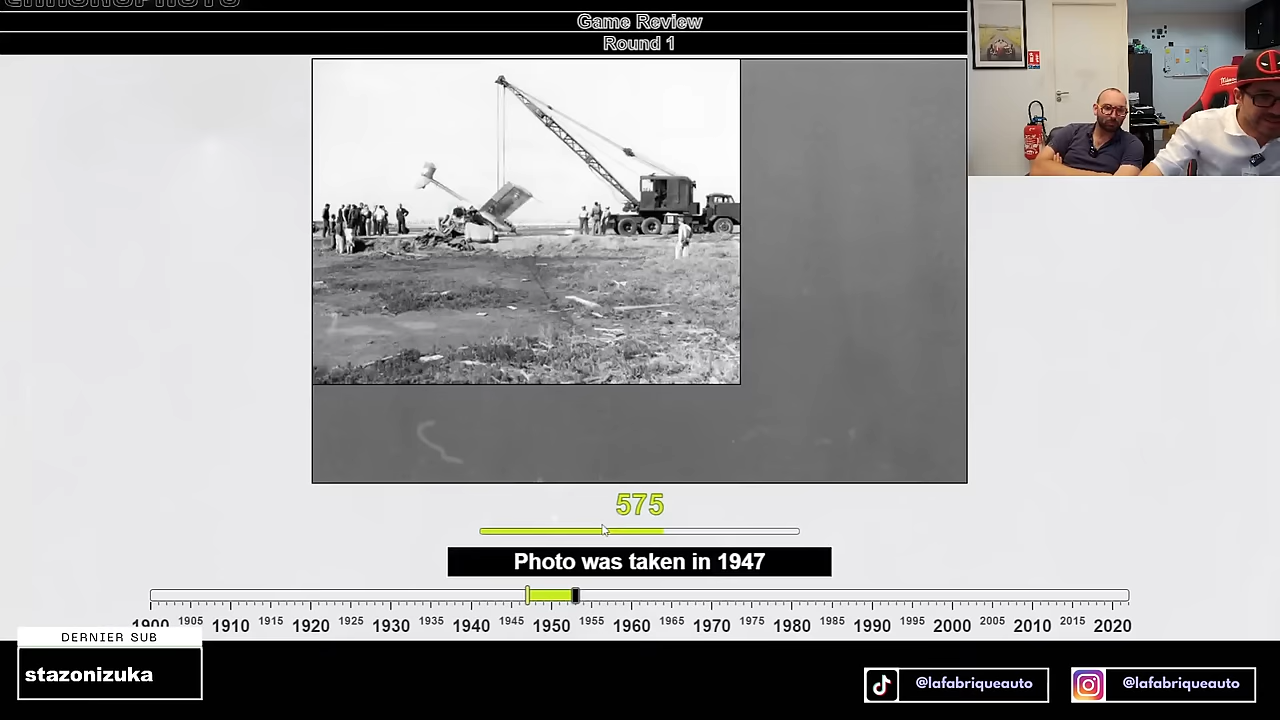 CHRONOPHOTO
Game Review
Round 1
575
Photo was taken in 1947
1900 1905 1910 1915 1920 1925 1930 1935 1940 1945 1950 1955 1960 1965 1970 1975 1980 1985 1990 1995 2000 2005 2010 2015 2020
DERNIER SUB
stazonizuka
@lafabriqueauto
@lafabriqueauto